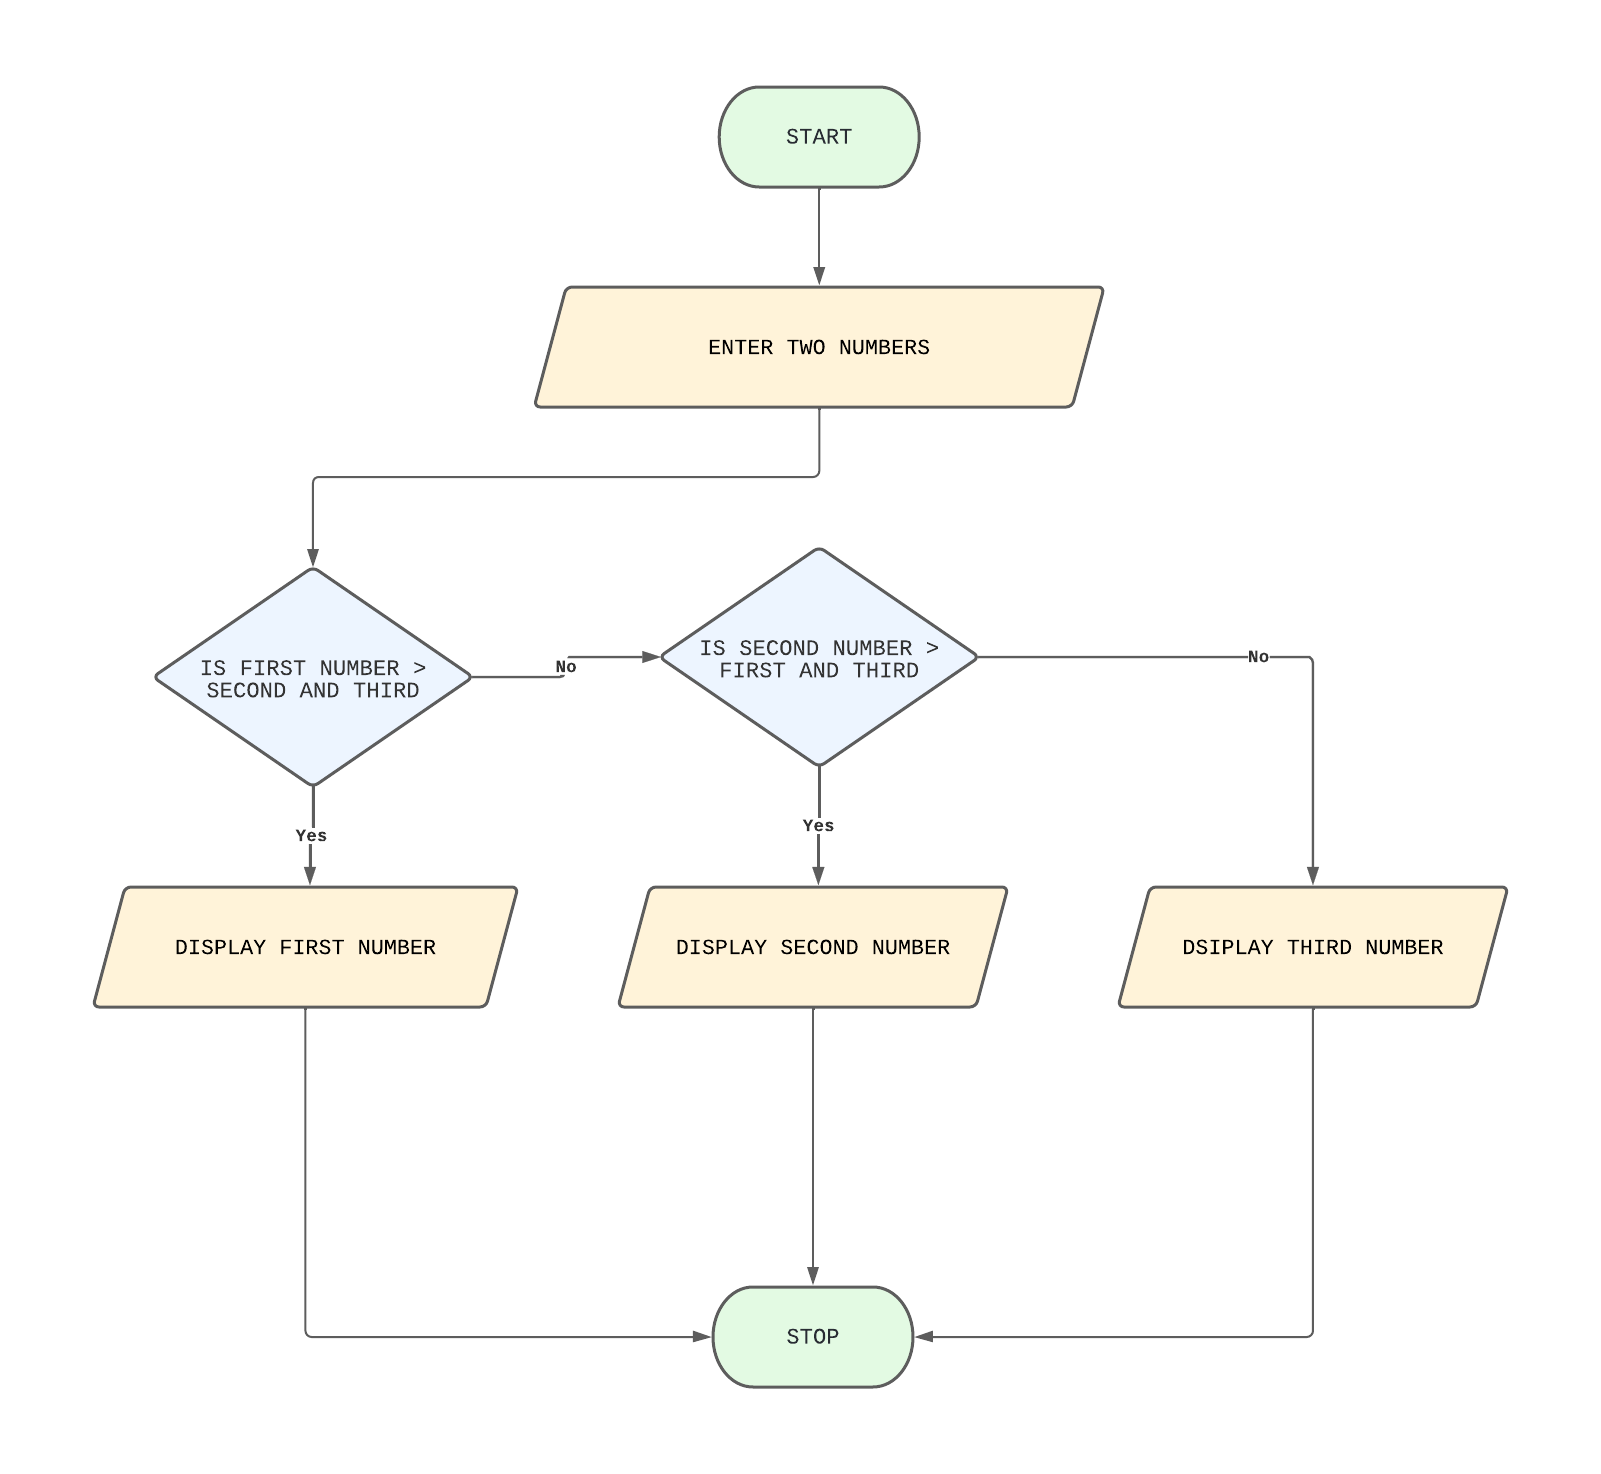 START
ENTER TWO NUMBERS
IS FIRST NUMBER >
SECOND AND THIRD
No
IS SECOND NUMBER >
FIRST AND THIRD
No
Yes
Yes
DISPLAY FIRST NUMBER
DISPLAY SECOND NUMBER
DSIPLAY THIRD NUMBER
STOP